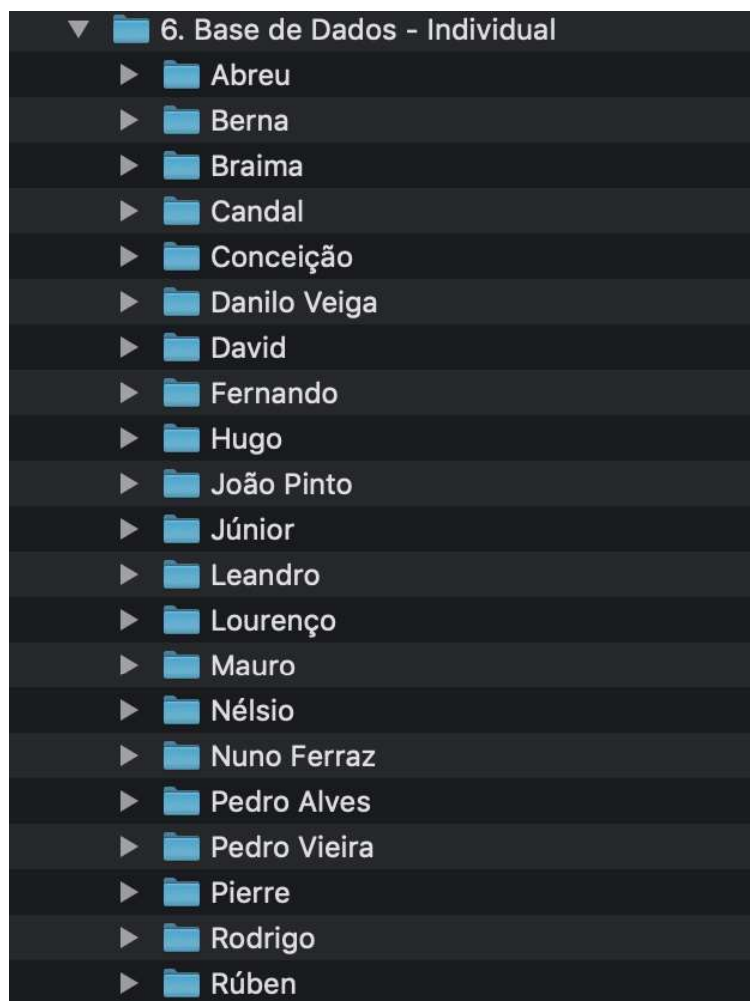 6. Base de Dados - Individual
Abreu
Berna
Braima
Candal
Conceição
Danilo Veiga
David
Fernando
Hugo
João Pinto
Júnior
Leandro
Lourenço
Mauro
Nélsio
Nuno Ferraz
Pedro Alves
Pedro Vieira
Pierre
Rodrigo
Rúben